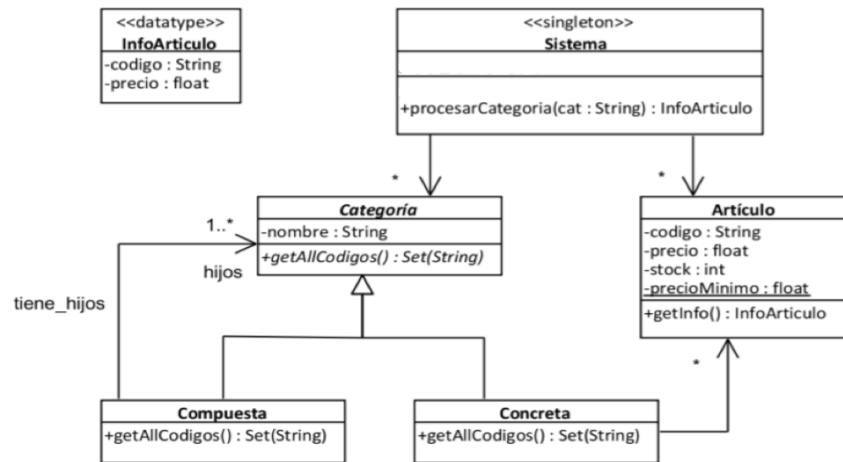 <<datatype>>
InfoArticulo
-codigo : String
-precio : float
<<singleton>>
Sistema
+procesarCategoria(cat : String) : InfoArticulo
*
*
Categoría
-nombre : String
+getAllCodigos() : Set(String)
1..*
hijos
tiene_hijos
Artículo
-codigo : String
-precio : float
-stock : int
-precioMinimo : float
+getInfo() : InfoArticulo
*
Compuesta
+getAllCodigos() : Set(String)
Concreta
+getAllCodigos() : Set(String)